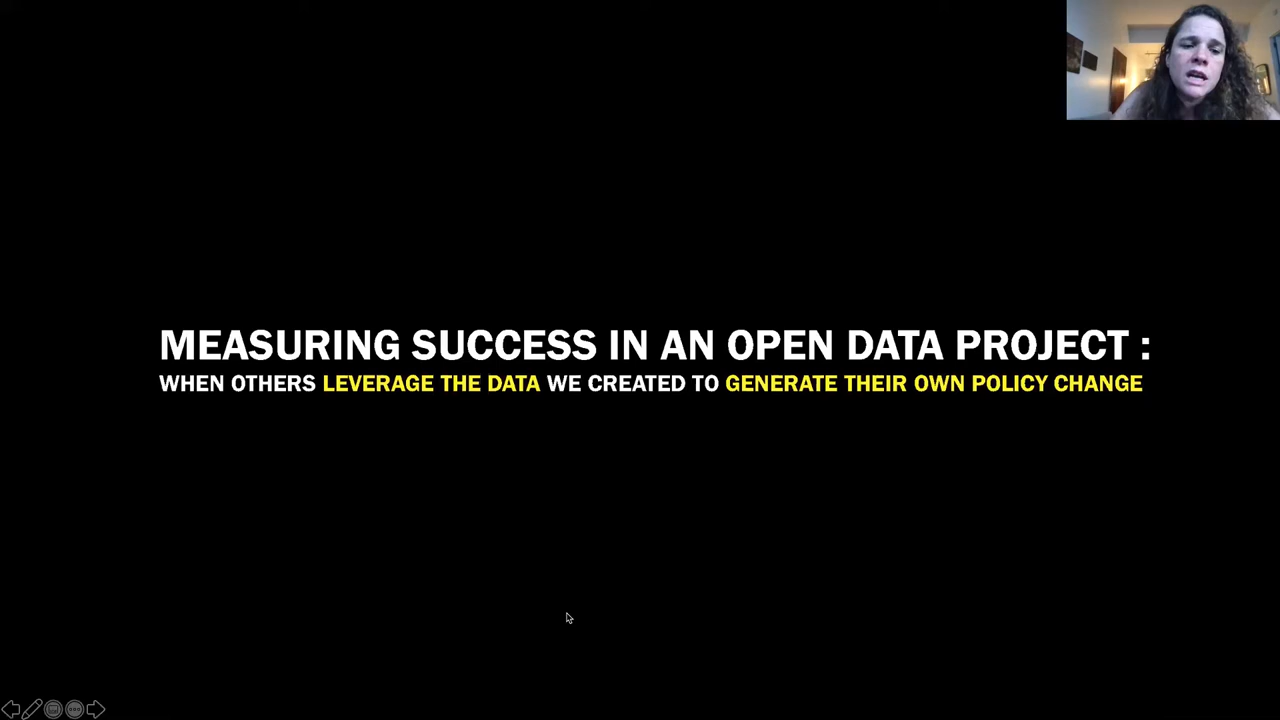 MEASURING SUCCESS IN AN OPEN DATA PROJECT :
WHEN OTHERS LEVERAGE THE DATA WE CREATED TO GENERATE THEIR OWN POLICY CHANGE